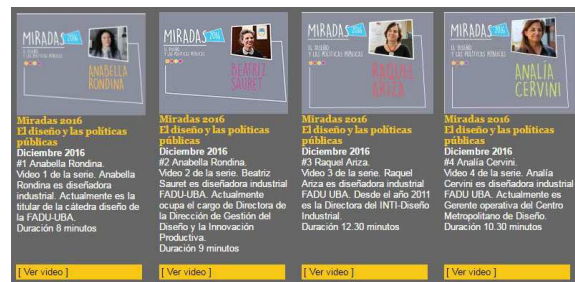 MIRADAS 2016
EL DISEÑO
Y LAS POLÍTICAS PÚBLICAS
ANABELLA
RONDINA
Miradas 2016
El diseño y las políticas
públicas
Diciembre 2016
#1 Anabella Rondina.
Video 1 de la serie. Anabella
Rondina es diseñadora
industrial. Actualmente es la
titular de la cátedra diseño de
la FADU-UBA.
Duración 8 minutos
[ Ver video ]
MIRADAS 2016
EL DISEÑO
Y LAS POLÍTICAS PÚBLICAS
BEATRIZ
SAURET
Miradas 2016
El diseño y las políticas
públicas
Diciembre 2016
#2 Anabella Rondina.
Video 2 de la serie. Beatriz
Sauret es diseñadora industrial
FADU-UBA. Actualmente
ocupa el cargo de Directora de
la Dirección de Gestión del
Diseño y la Innovación
Productiva.
Duración 9 minutos
[ Ver video ]
MIRADAS 2016
EL DISEÑO
Y LAS POLÍTICAS PÚBLICAS
RAQUEL
ARIZA
Miradas 2016
El diseño y las políticas
públicas
Diciembre 2016
#3 Raquel Ariza.
Video 3 de la serie. Raquel
Ariza es diseñadora industrial
FADU UBA. Desde el año 2011
es la Directora del INTI-Diseño
Industrial.
Duración 12.30 minutos
[ Ver video ]
MIRADAS 2016
EL DISEÑO
Y LAS POLÍTICAS PÚBLICAS
ANALÍA
CERVINI
Miradas 2016
El diseño y las políticas
públicas
Diciembre 2016
#4 Analía Cervini.
Video 4 de la serie. Analía
Cervini es diseñadora industrial
FADU UBA. Actualmente es
Gerente operativa del Centro
Metropolitano de Diseño.
Duración 10.30 minutos
[ Ver video ]